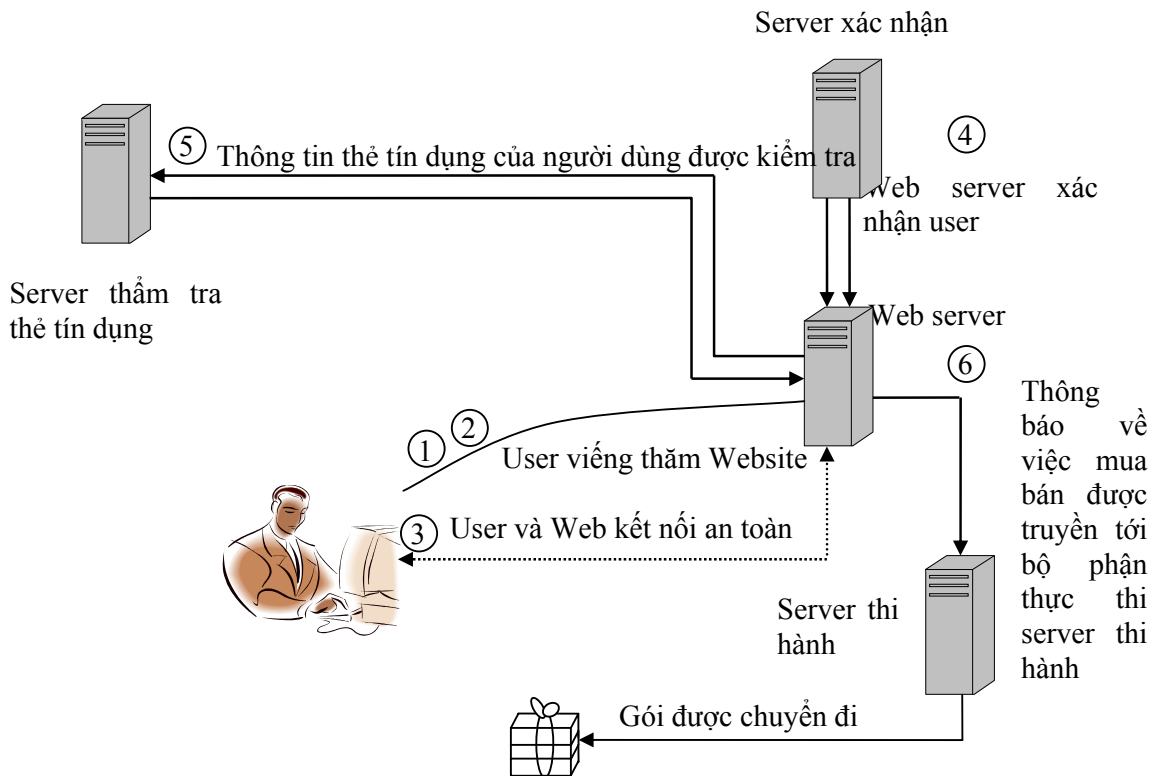 Server xác nhận
④
⑤ Thông tin thẻ tín dụng của người dùng được kiểm tra
Web server xác
nhận user
Server thẩm tra
thẻ tín dụng
Web server
⑥
Thông
báo về
việc mua
bán được
truyền tới
bộ phận
thực thi
server thi
hành
① ②
User viếng thăm Website
③ User và Web kết nối an toàn
Server thi
hành
Gói được chuyển đi